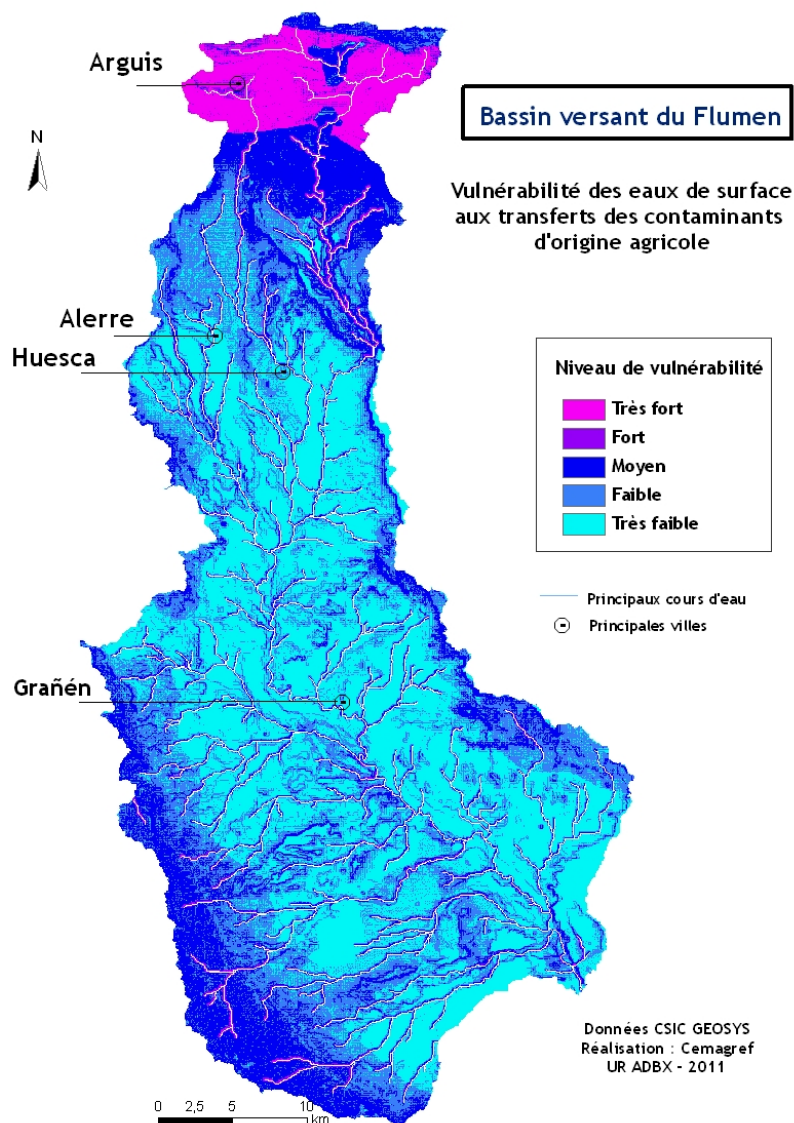 Arguis
Bassin versant du Flumen
N
Vulnérabilité des eaux de surface
aux transferts des contaminants
d'origine agricole
Alerre
Huesca
Niveau de vulnérabilité
Très fort
Fort
Moyen
Faible
Très faible
Principaux cours d'eau
Principales villes
Grañén
Données CSIC GEOSYS
Réalisation : Cemagref
UR ADBX - 2011
0 2,5 5 10
km